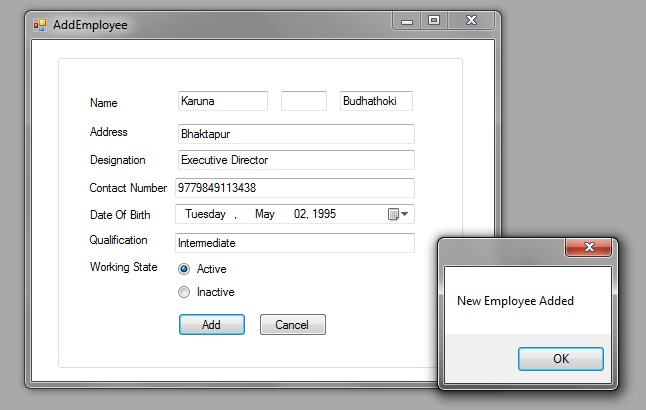 AddEmployee
Name Karuna Budhathoki
Address Bhaktapur
Designation Executive Director
Contact Number 9779849113438
Date Of Birth Tuesday , May 02, 1995
Qualification Intermediate
Working State Active
Inactive
Add Cancel
New Employee Added
OK